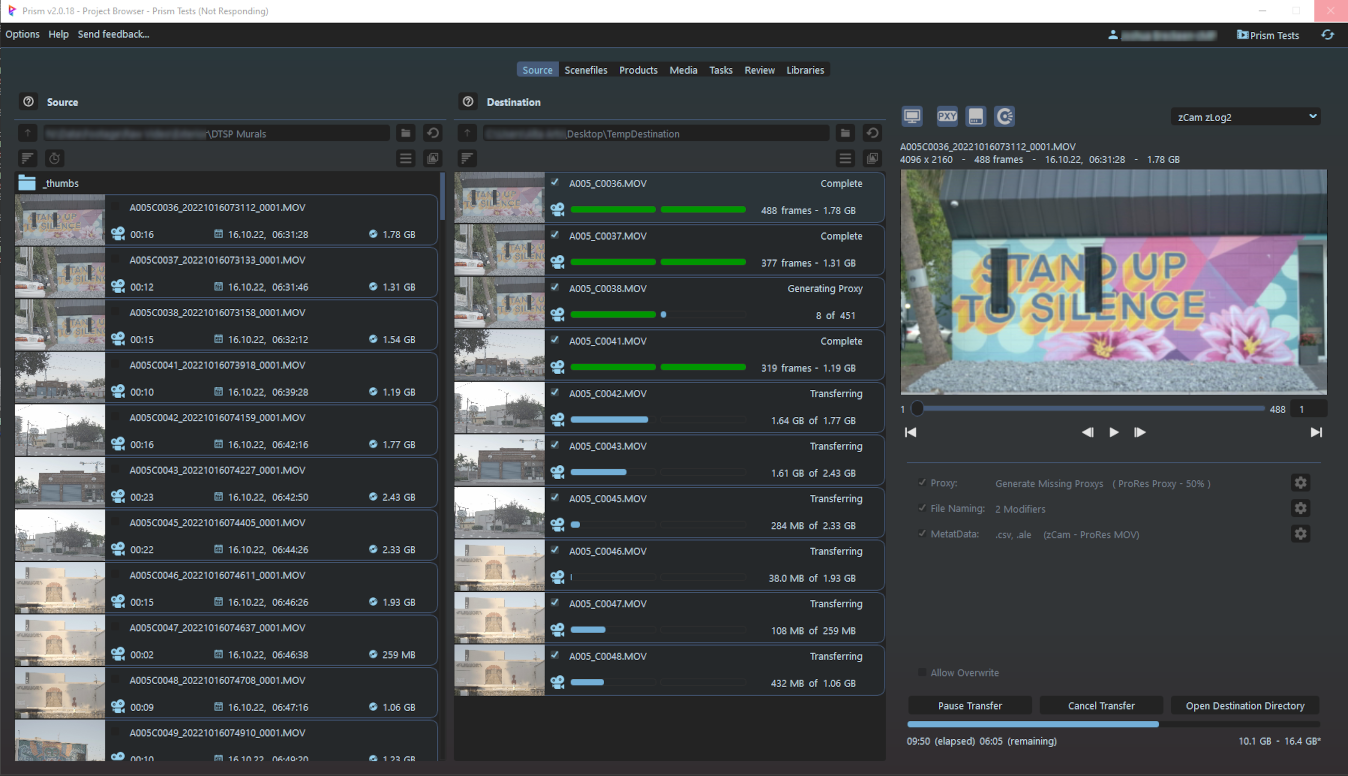 Prism v2.0.18 - Project Browser - Prism Tests (Not Responding)
Options Help Send feedback...
Prism Tests
Source Scenefiles Products Media Tasks Review Libraries
Source
\DTSP Murals
_thumbs
A005C0036_20221016073112_0001.MOV
00:16 16.10.22, 06:31:28 1.78 GB
A005C0037_20221016073133_0001.MOV
00:12 16.10.22, 06:31:46 1.31 GB
A005C0038_20221016073158_0001.MOV
00:15 16.10.22, 06:32:12 1.54 GB
A005C0041_20221016073918_0001.MOV
00:10 16.10.22, 06:39:28 1.19 GB
A005C0042_20221016074159_0001.MOV
00:16 16.10.22, 06:42:16 1.77 GB
A005C0043_20221016074227_0001.MOV
00:23 16.10.22, 06:42:50 2.43 GB
A005C0045_20221016074405_0001.MOV
00:22 16.10.22, 06:44:26 2.33 GB
A005C0046_20221016074611_0001.MOV
00:15 16.10.22, 06:46:26 1.93 GB
A005C0047_20221016074637_0001.MOV
00:02 16.10.22, 06:46:38 259 MB
A005C0048_20221016074708_0001.MOV
00:09 16.10.22, 06:47:16 1.06 GB
A005C0049_20221016074910_0001.MOV
00:10 16.10.22, 06:49:20 1.23 GB
Destination
Desktop\TempDestination
A005_C0036.MOV Complete
488 frames - 1.78 GB
A005_C0037.MOV Complete
377 frames - 1.31 GB
A005_C0038.MOV Generating Proxy
8 of 451
A005_C0041.MOV Complete
319 frames - 1.19 GB
A005_C0042.MOV Transferring
1.64 GB of 1.77 GB
A005_C0043.MOV Transferring
1.61 GB of 2.43 GB
A005_C0045.MOV Transferring
284 MB of 2.33 GB
A005_C0046.MOV Transferring
38.0 MB of 1.93 GB
A005_C0047.MOV Transferring
108 MB of 259 MB
A005_C0048.MOV Transferring
432 MB of 1.06 GB
PXY
zCam zLog2
A005C0036_20221016073112_0001.MOV
4096 x 2160 - 488 frames - 16.10.22, 06:31:28 - 1.78 GB
STAND UP
TO SILENCE
1 488 1
Proxy: Generate Missing Proxys ( ProRes Proxy - 50% )
File Naming: 2 Modifiers
MetatData: .csv, .ale (zCam - ProRes MOV)
Allow Overwrite
Pause Transfer Cancel Transfer Open Destination Directory
09:50 (elapsed) 06:05 (remaining) 10.1 GB - 16.4 GB*